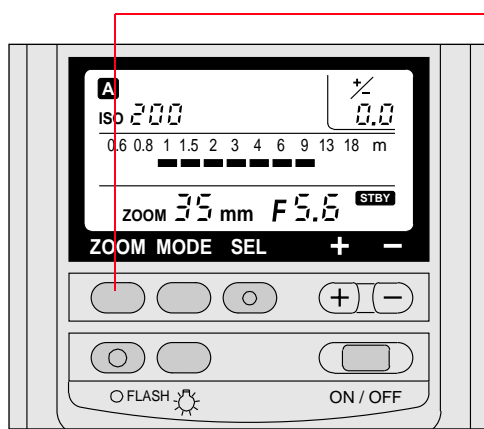 A
+/-
ISO 200
0.0
0.6 0.8 1 1.5 2 3 4 6 9 13 18 m
ZOOM 35 mm F 5.6 STBY
ZOOM MODE SEL + -
+ -
FLASH ON / OFF